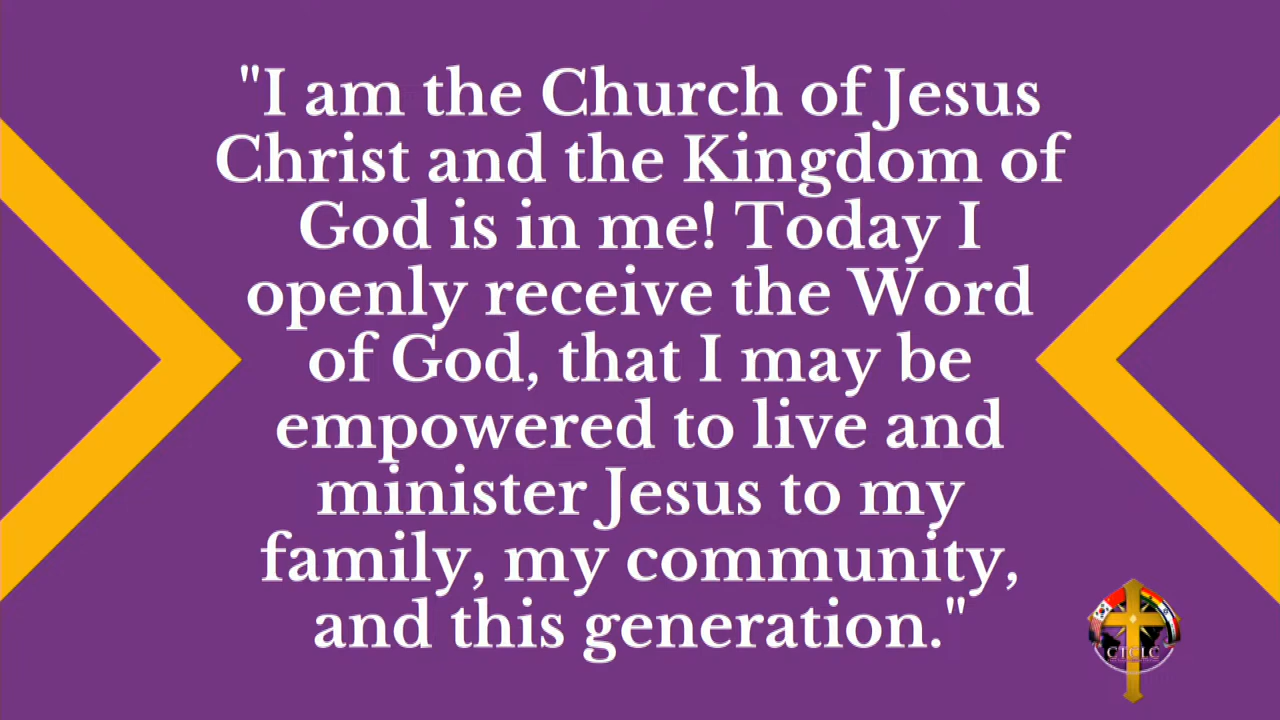 "I am the Church of Jesus
Christ and the Kingdom of
God is in me! Today I
openly receive the Word
of God, that I may be
empowered to live and
minister Jesus to my
family, my community,
and this generation."
CTCLC